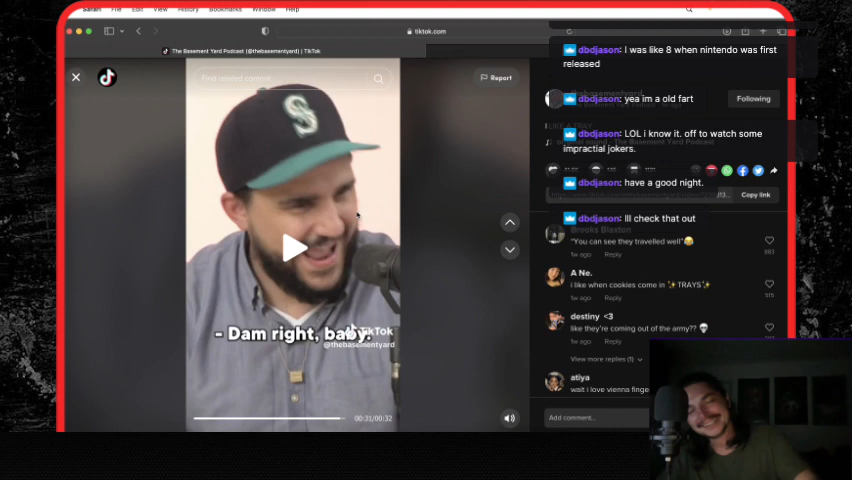 Safari File Edit View History Bookmarks Window Help
tiktok.com
The Basement Yard Podcast (@thebasementyard) | TikTok
Find related content
Report
S
- Dam right, baby.
TikTok
@thebasementyard
00:31/00:32
dbdjason: I was like 8 when nintendo was first
released
dbdjason: yea im a old fart
Following
dbdjason: LOL i know it. off to watch some
impractial jokers.
dbdjason: have a good night.
Copy link
dbdjason: Ill check that out
Brooks Blaxton
"You can see they travelled well"😂
1w ago Reply
883
A Ne.
i like when cookies come in ✨TRAYS✨
1w ago Reply
515
destiny <3
like they're coming out of the army?? 💀
1w ago Reply
View more replies (1)
atiya
wait i love vienna finge
Add comment...